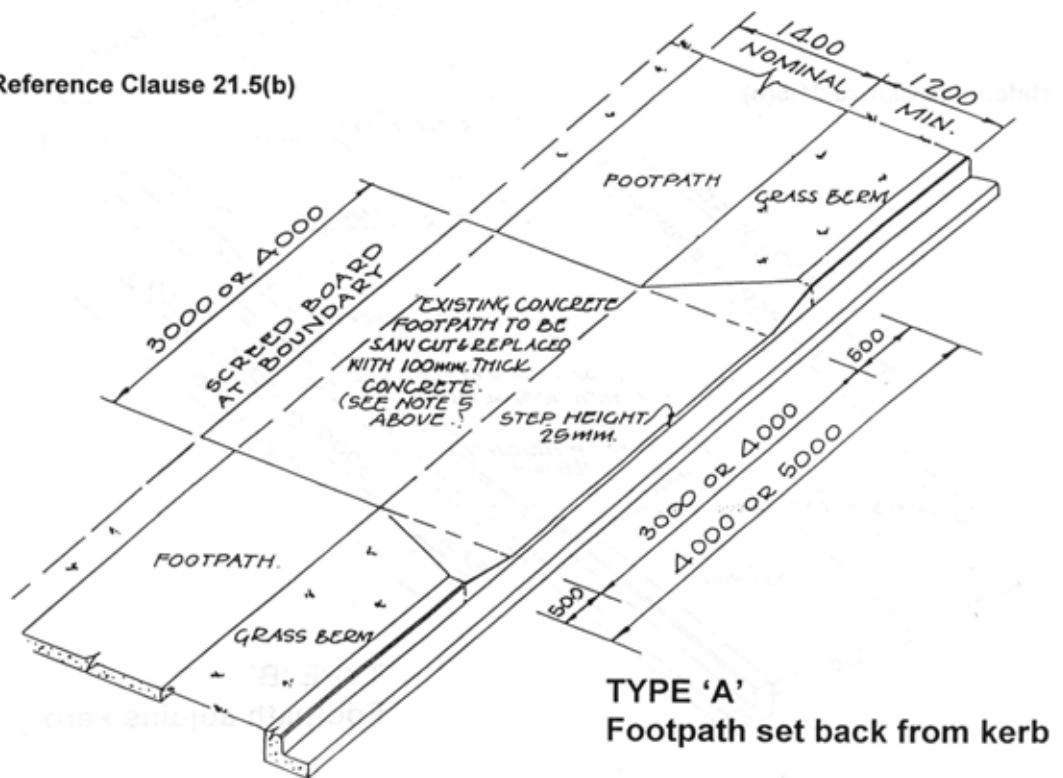 Reference Clause 21.5(b)
1400
NOMINAL
1200
MIN.
FOOTPATH
GRASS BERM
3000 OR 4000
SCREED BOARD
AT BOUNDARY
EXISTING CONCRETE
FOOTPATH TO BE
SAW CUT & REPLACED
WITH 100mm. THICK
CONCRETE.
(SEE NOTE 5
ABOVE.)
STEP HEIGHT
25mm.
500
3000 OR 4000
4000 OR 5000
500
FOOTPATH.
GRASS BERM
TYPE ‘A’
Footpath set back from kerb